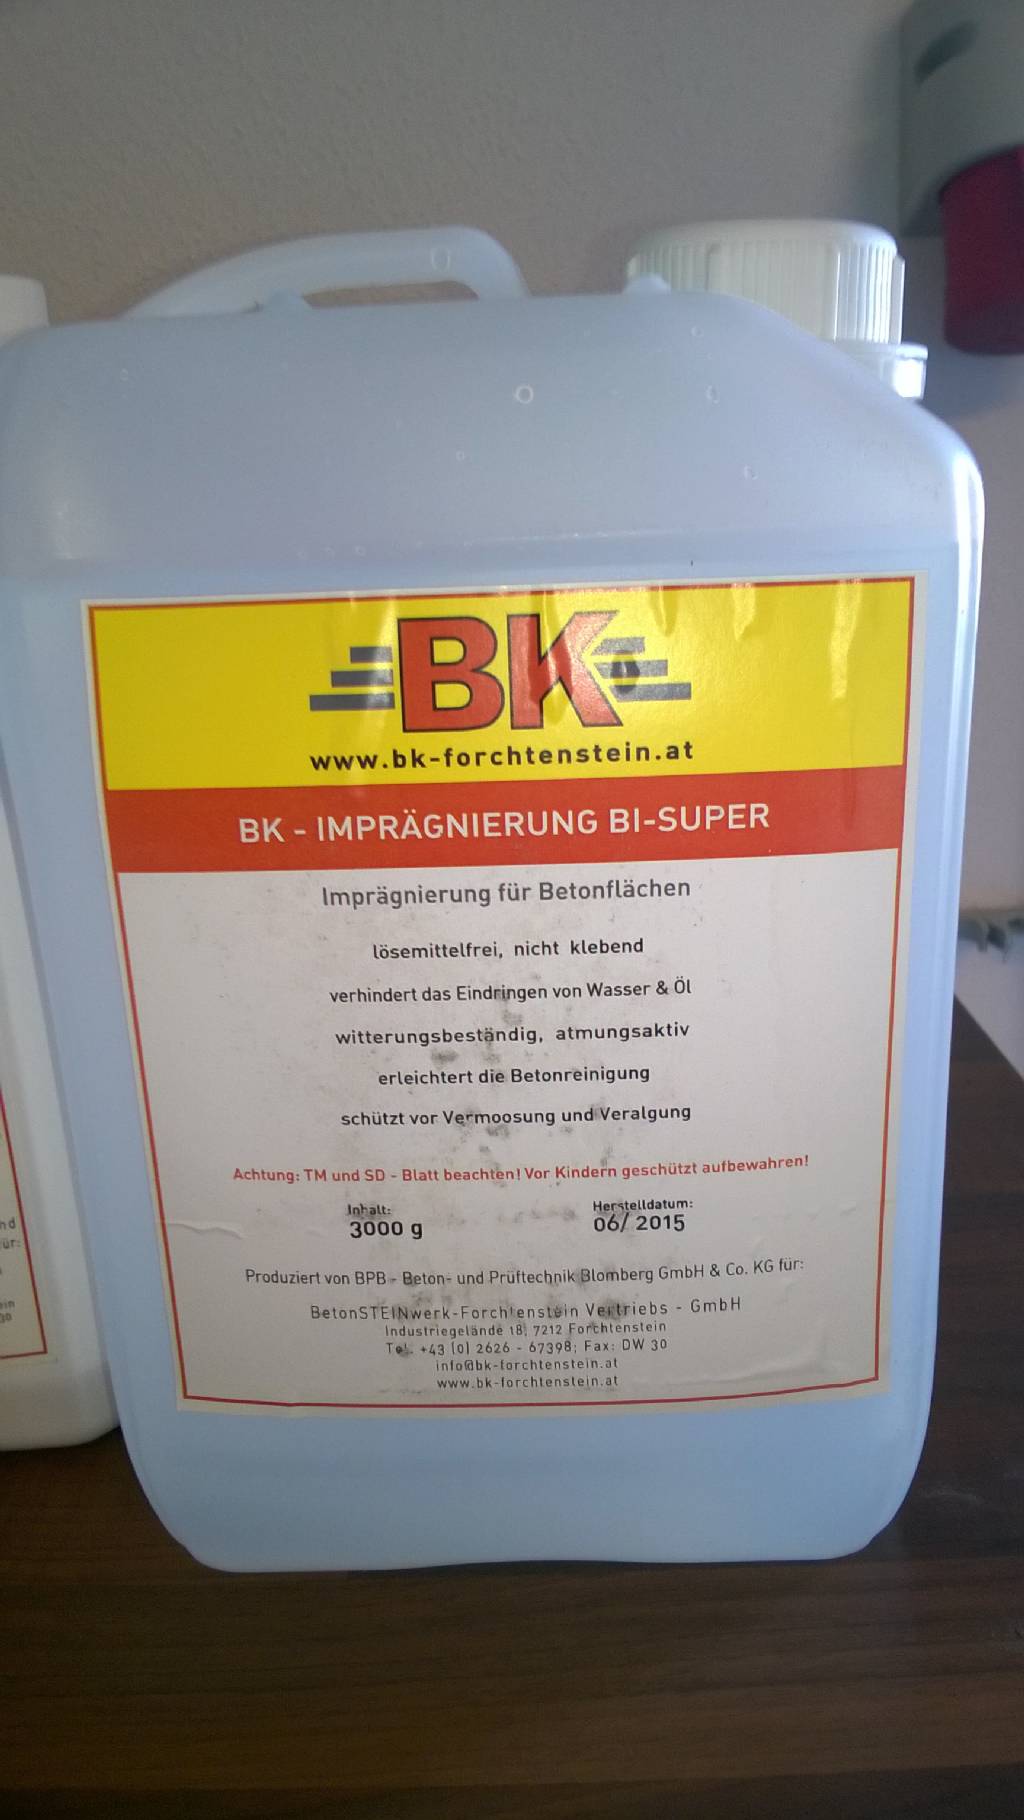 BK
www.bk-forchtenstein.at
BK - IMPRÄGNIERUNG BI-SUPER
Imprägnierung für Betonflächen
lösemittelfrei, nicht klebend
verhindert das Eindringen von Wasser & Öl
witterungsbeständig, atmungsaktiv
erleichtert die Betonreinigung
schützt vor Vermoosung und Veralgung
Achtung: TM und SD - Blatt beachten! Vor Kindern geschützt aufbewahren!
Inhalt: Herstelldatum:
3000 g 06/ 2015
Produziert von BPB - Beton- und Prüftechnik Blomberg GmbH & Co. KG für:
BetonSTEINwerk-Forchtenstein Vertriebs - GmbH
Industriegelände 18, 7212 Forchtenstein
Tel. +43 (0) 2626 - 67398; Fax: DW 30
info@bk-forchtenstein.at
www.bk-forchtenstein.at